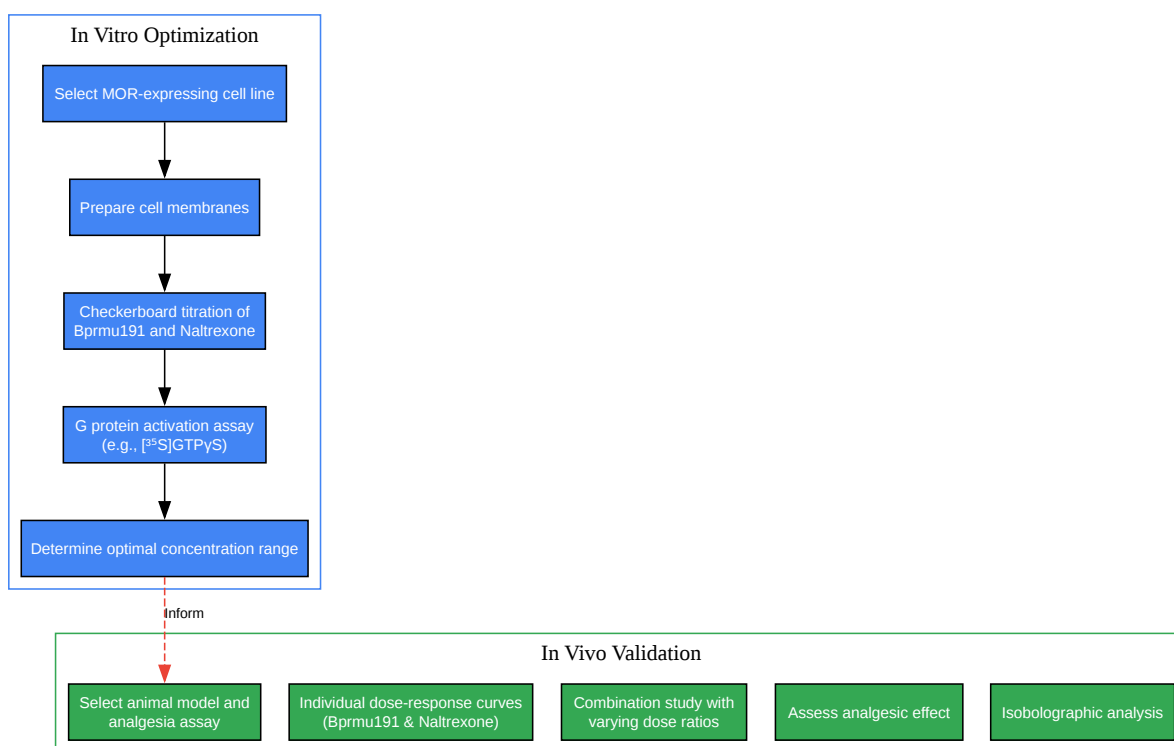 In Vitro Optimization
Select MOR-expressing cell line
Prepare cell membranes
Checkerboard titration of
Bprmu191 and Naltrexone
G protein activation assay
(e.g., [³⁵S]GTPγS)
Determine optimal concentration range
Inform
In Vivo Validation
Select animal model and
analgesia assay
Individual dose-response curves
(Bprmu191 & Naltrexone)
Combination study with
varying dose ratios
Assess analgesic effect
Isobolographic analysis